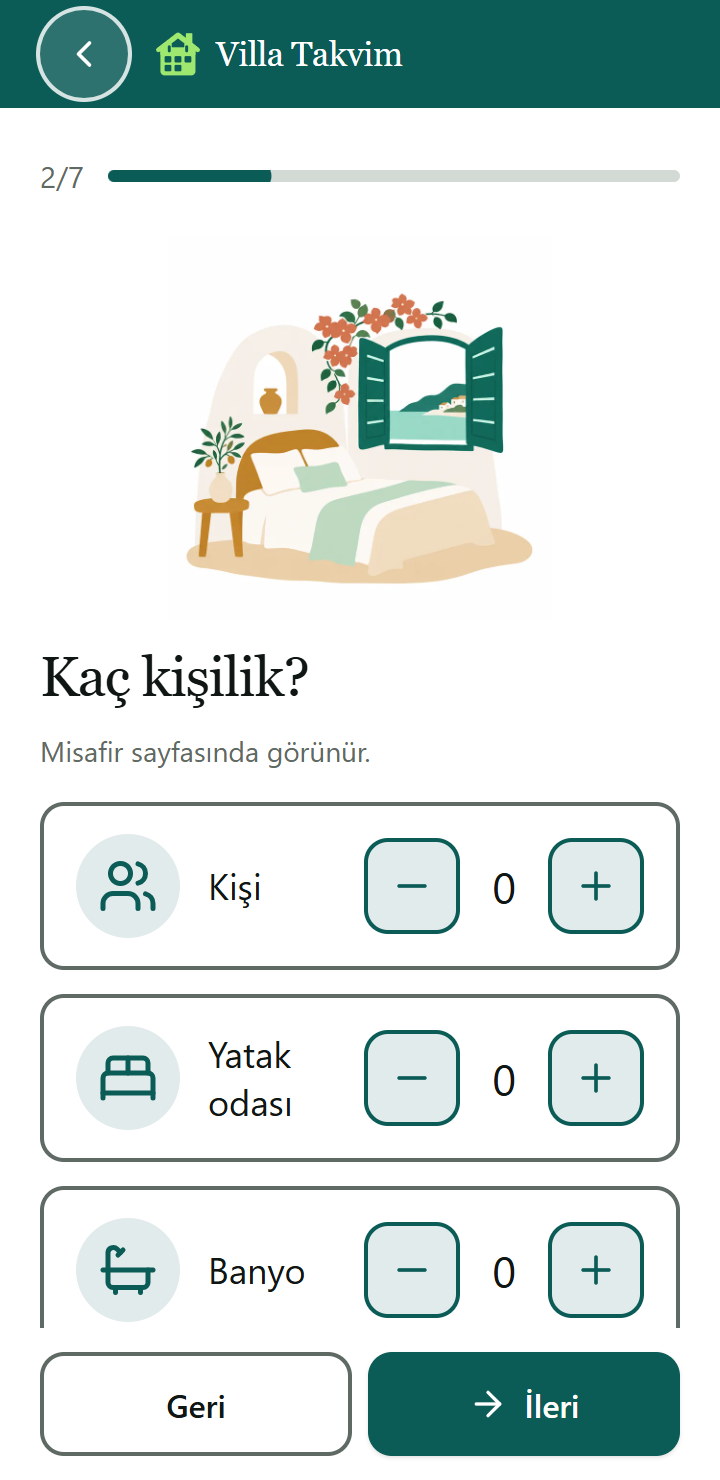 Villa Takvim
2/7
Kaç kişilik?
Misafir sayfasında görünür.
Kişi
0
Yatak
odası
0
Banyo
0
Geri
İleri